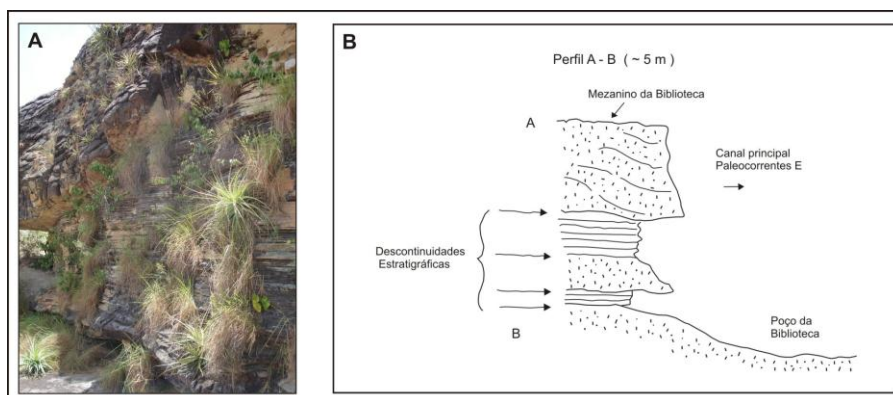 A
B
Perfil A - B ( ~ 5 m )
Mezanino da Biblioteca
A
Canal principal
Paleocorrentes E
Descontinuidades
Estratigráficas
B
Poço da
Biblioteca